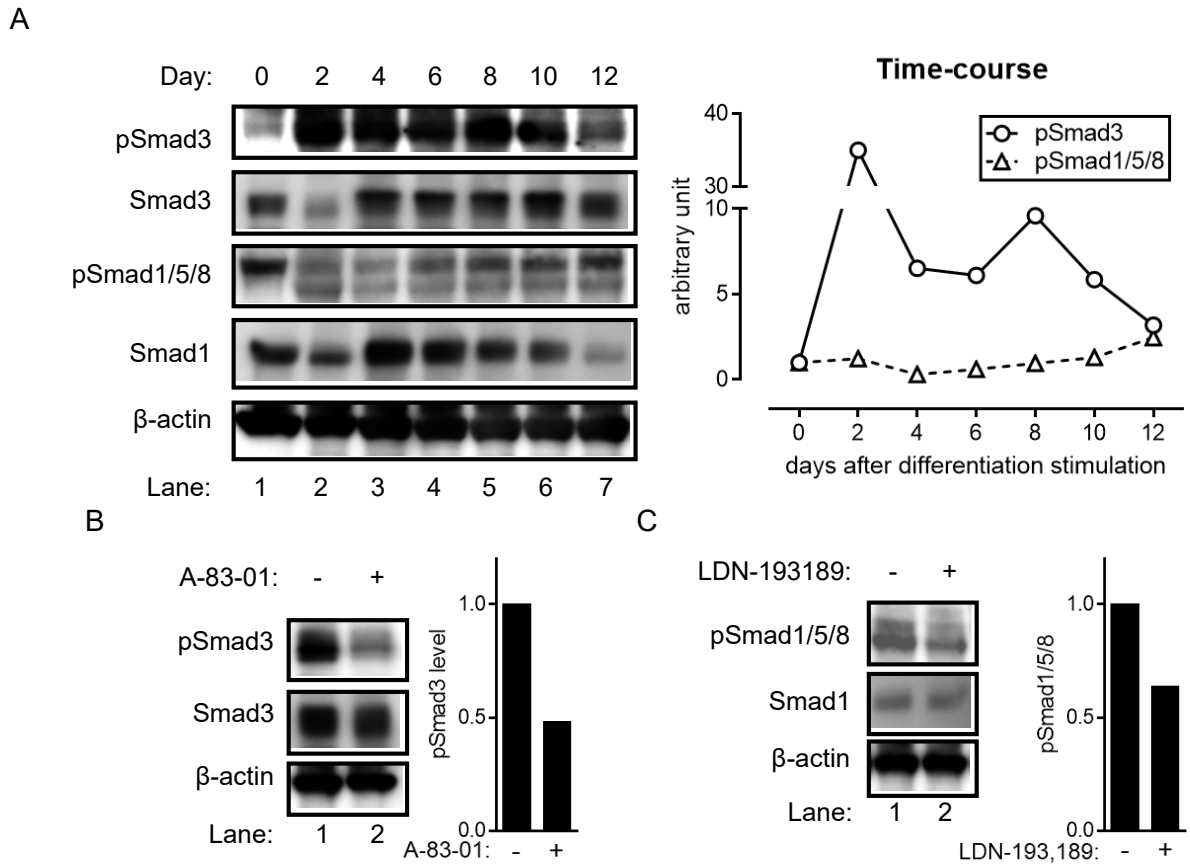 A
Day: 0 2 4 6 8 10 12
pSmad3
Smad3
pSmad1/5/8
Smad1
β-actin
Lane: 1 2 3 4 5 6 7
Time-course
40
30
10
5
0
arbitrary unit
pSmad3
pSmad1/5/8
0 2 4 6 8 10 12
days after differentiation stimulation
B
A-83-01: - +
pSmad3
Smad3
β-actin
Lane: 1 2
1.0
0.5
0.0
pSmad3 level
A-83-01: - +
C
LDN-193189: - +
pSmad1/5/8
Smad1
β-actin
Lane: 1 2
1.0
0.5
0.0
pSmad1/5/8
LDN-193,189: - +